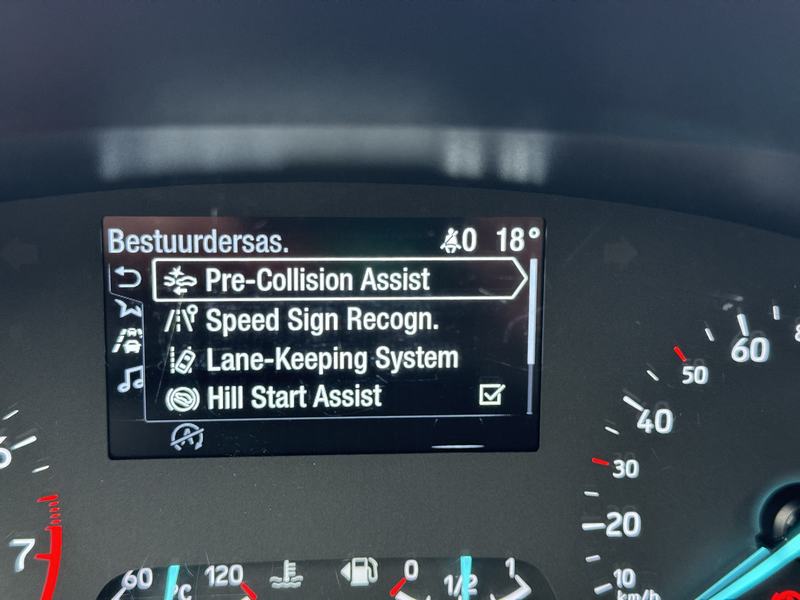 Bestuurdersas. 0 18°
Pre-Collision Assist
Speed Sign Recogn.
Lane-Keeping System
Hill Start Assist
60
50
40
30
20
10
km/h
7
60 120
°C
0 1/2 1